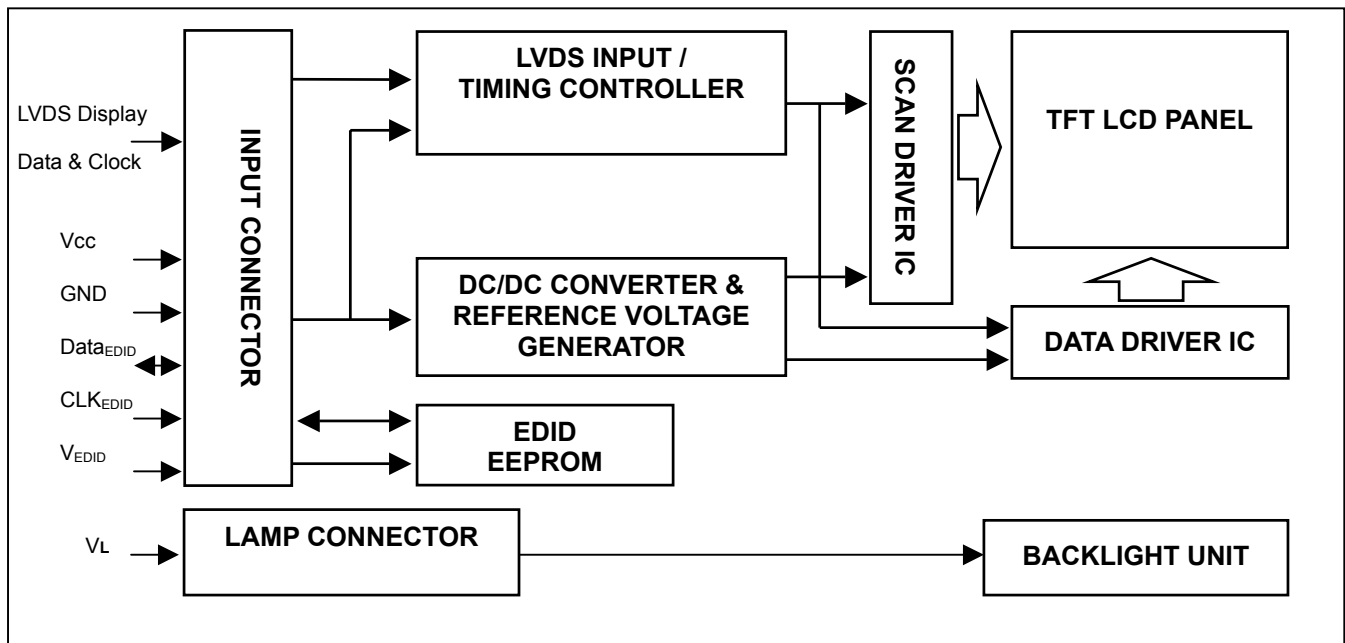 LVDS Display
Data & Clock
Vcc
GND
DataEDID
CLKEDID
VEDID
VL
INPUT CONNECTOR
LVDS INPUT /
TIMING CONTROLLER
DC/DC CONVERTER &
REFERENCE VOLTAGE
GENERATOR
EDID
EEPROM
LAMP CONNECTOR
SCAN DRIVER IC
TFT LCD PANEL
DATA DRIVER IC
BACKLIGHT UNIT